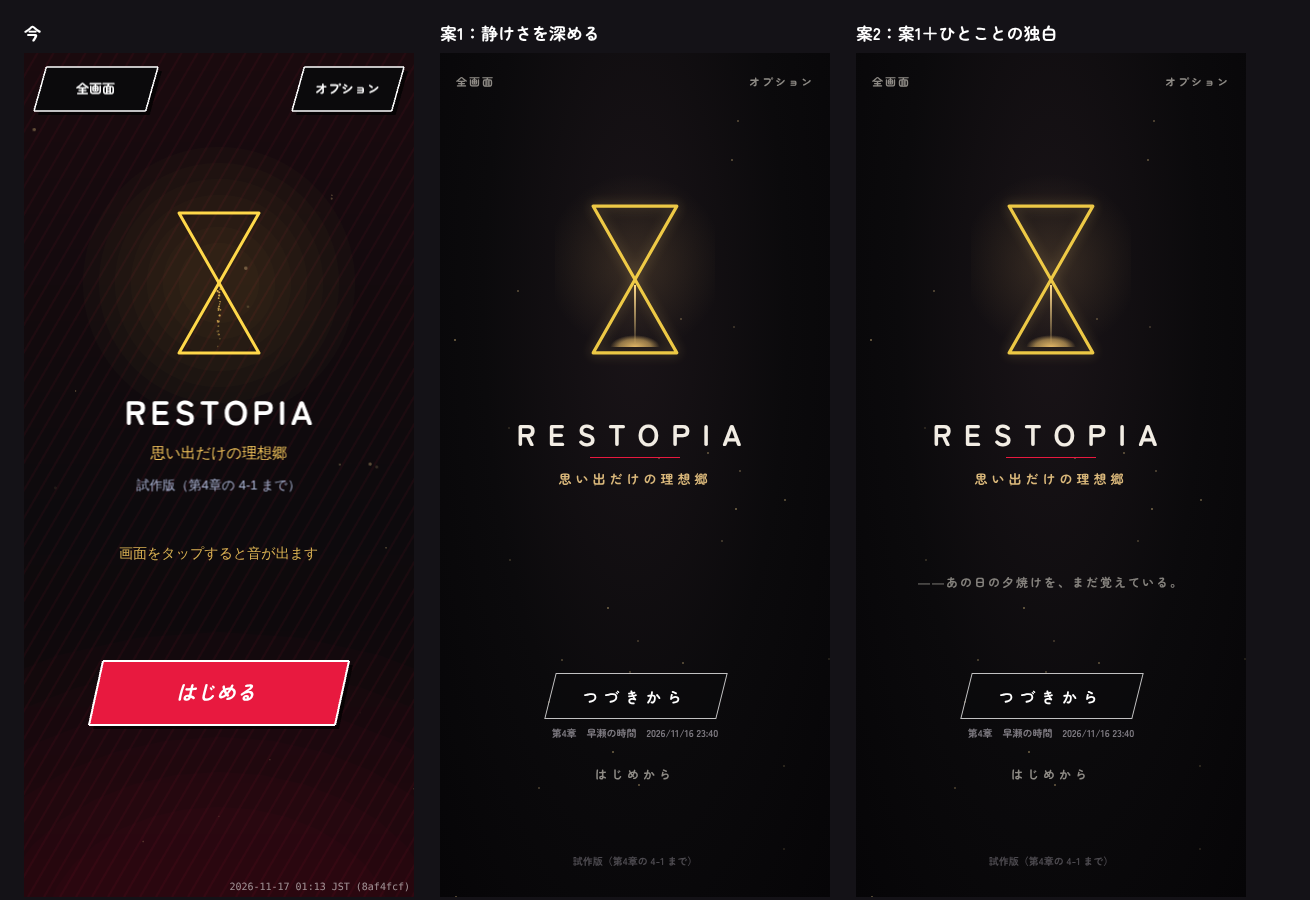 今
全画面
オプション
RESTOPIA
思い出だけの理想郷
試作版（第4章の 4-1 まで）
画面をタップすると音が出ます
はじめる
2026-11-17 01:13 JST (8af4fcf)
案1：静けさを深める
全画面
オプション
RESTOPIA
思い出だけの理想郷
つづきから
第4章　早瀬の時間　2026/11/16 23:40
はじめから
試作版（第4章の 4-1 まで）
案2：案1＋ひとことの独白
全画面
オプション
RESTOPIA
思い出だけの理想郷
――あの日の夕焼けを、まだ覚えている。
つづきから
第4章　早瀬の時間　2026/11/16 23:40
はじめから
試作版（第4章の 4-1 まで）